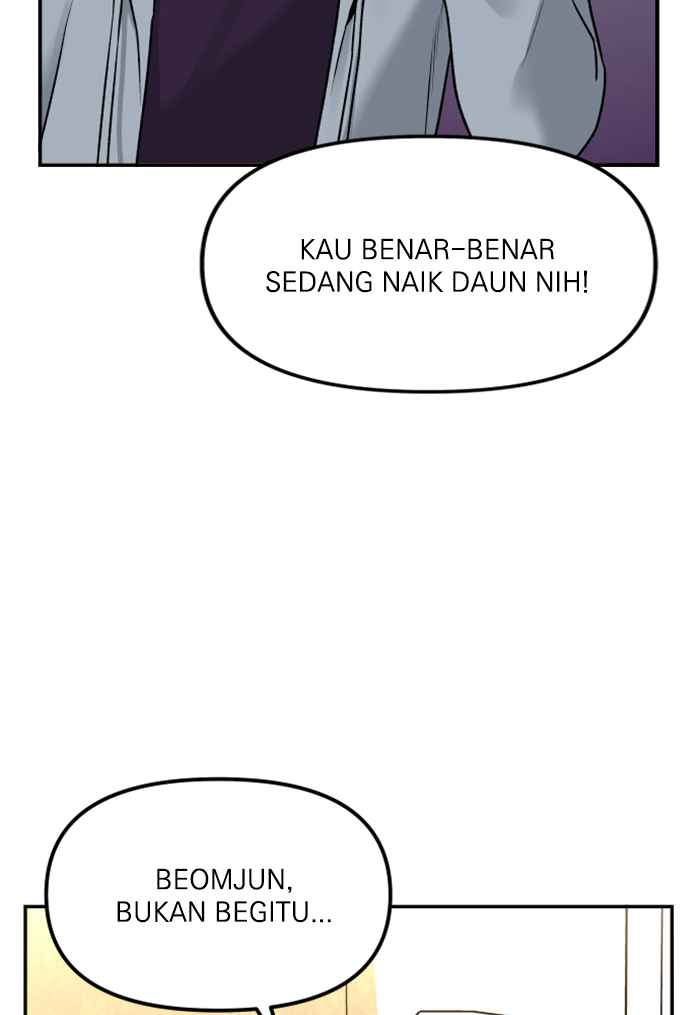 KAU BENAR-BENAR
SEDANG NAIK DAUN NIH!
BEOMJUN,
BUKAN BEGITU...